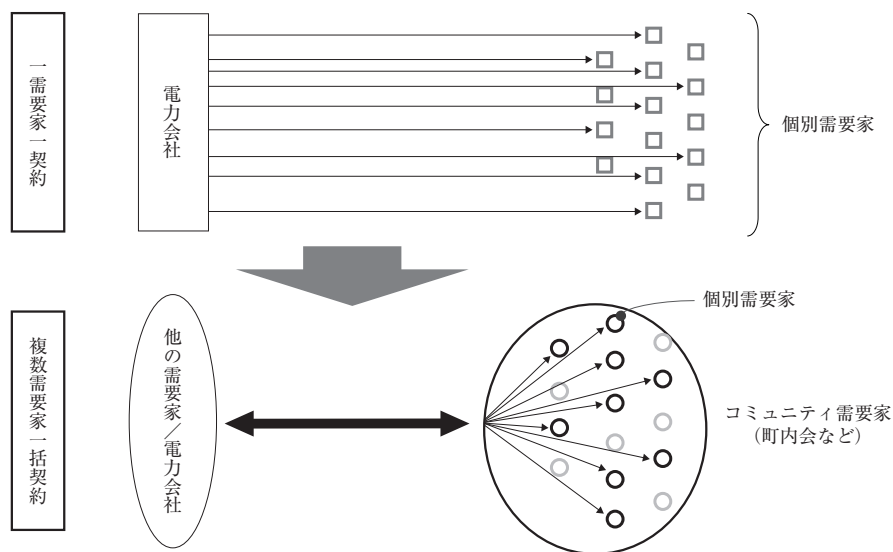 一需要家一契約
電力会社
個別需要家
複数需要家一括契約
他の需要家／電力会社
個別需要家
コミュニティ需要家
（町内会など）